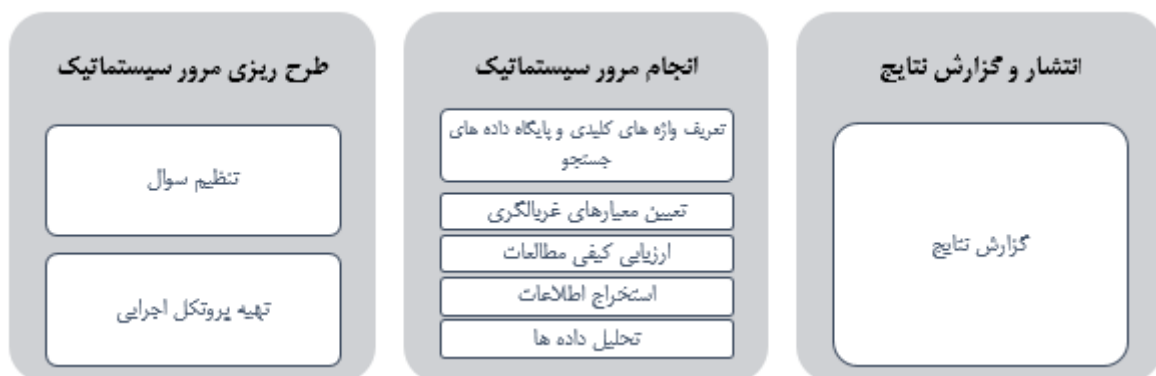 طرح ریزی مرور سیستماتیک
تنظیم سوال
تهیه پروتکل اجرایی
انجام مرور سیستماتیک
تعریف واژه های کلیدی و پایگاه داده های
جستجو
تعیین معیارهای غربالگری
ارزیابی کیفی مطالعات
استخراج اطلاعات
تحلیل داده ها
انتشار و گزارش نتایج
گزارش نتایج